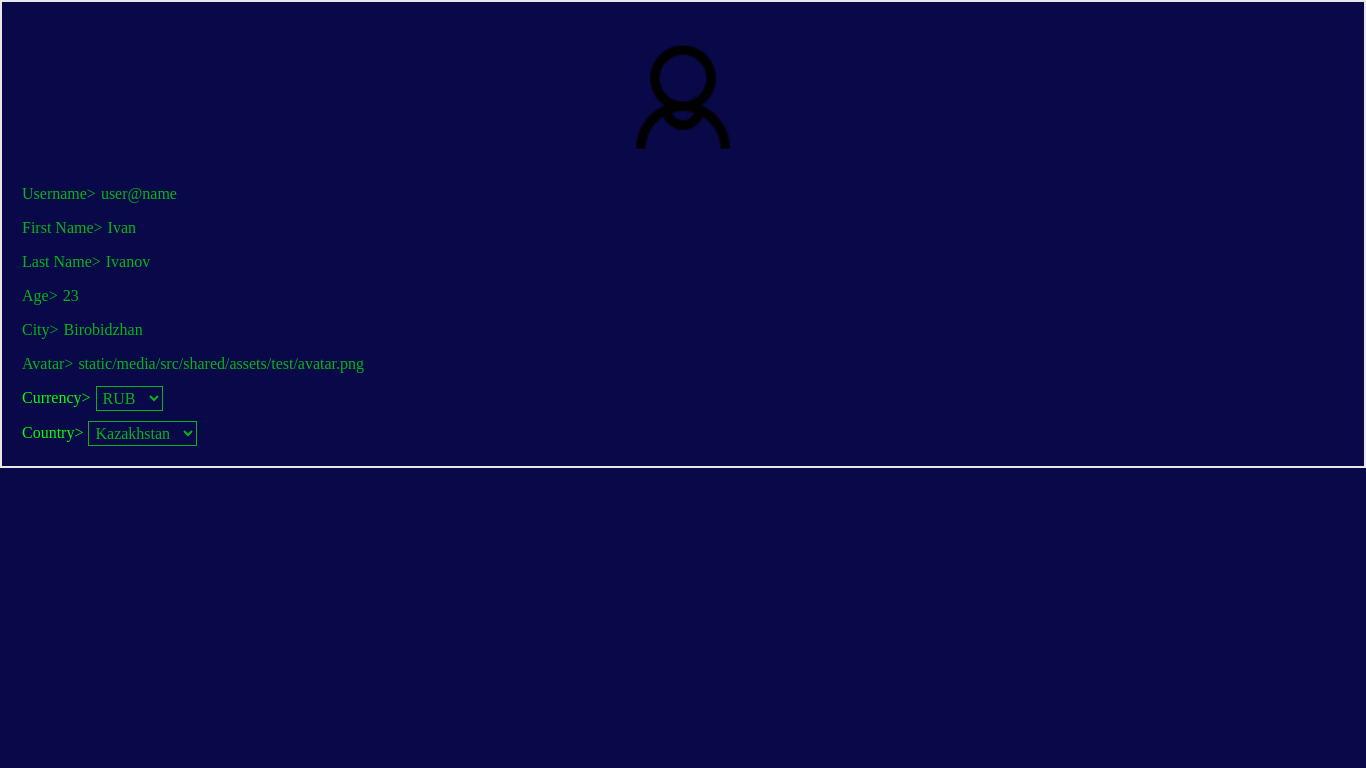 Username> user@name
First Name> Ivan
Last Name> Ivanov
Age> 23
City> Birobidzhan
Avatar> static/media/src/shared/assets/test/avatar.png
Currency> RUB
Country> Kazakhstan